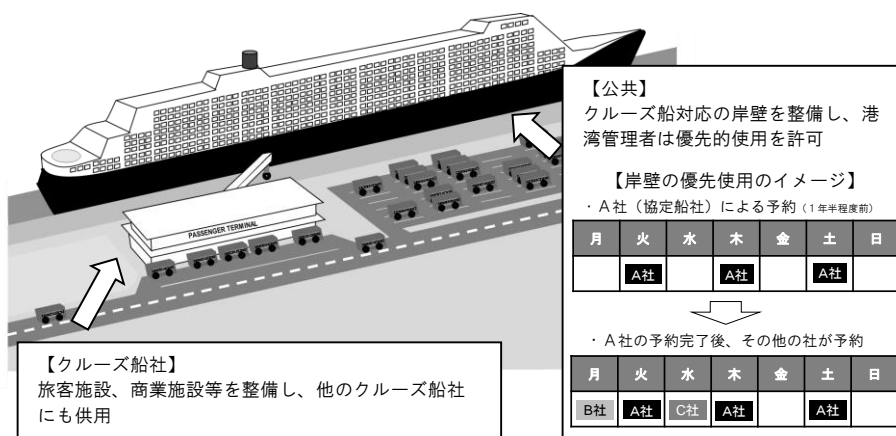 PASSENGER TERMINAL
【公共】
クルーズ船対応の岸壁を整備し、港
湾管理者は優先的使用を許可
【岸壁の優先使用のイメージ】
・A社(協定船社)による予約(1年半程度前)
月 火 水 木 金 土 日
A社 A社 A社
・A社の予約完了後、その他の社が予約
月 火 水 木 金 土 日
B社 A社 C社 A社 A社
【クルーズ船社】
旅客施設、商業施設等を整備し、他のクルーズ船社
にも供用